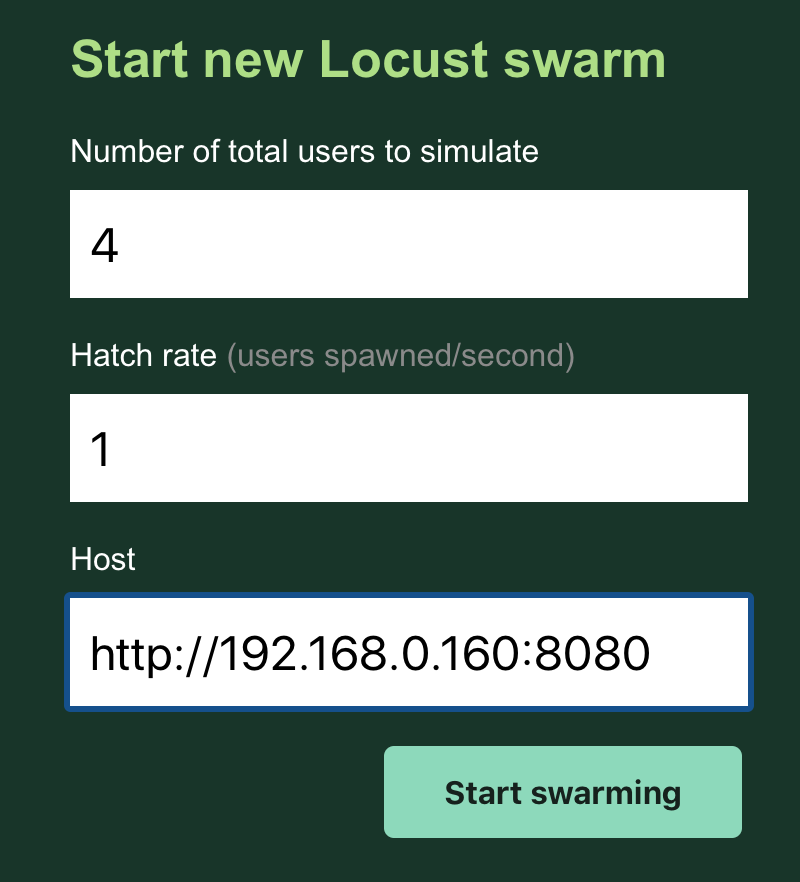 Start new Locust swarm
Number of total users to simulate
4
Hatch rate (users spawned/second)
1
Host
http://192.168.0.160:8080
Start swarming